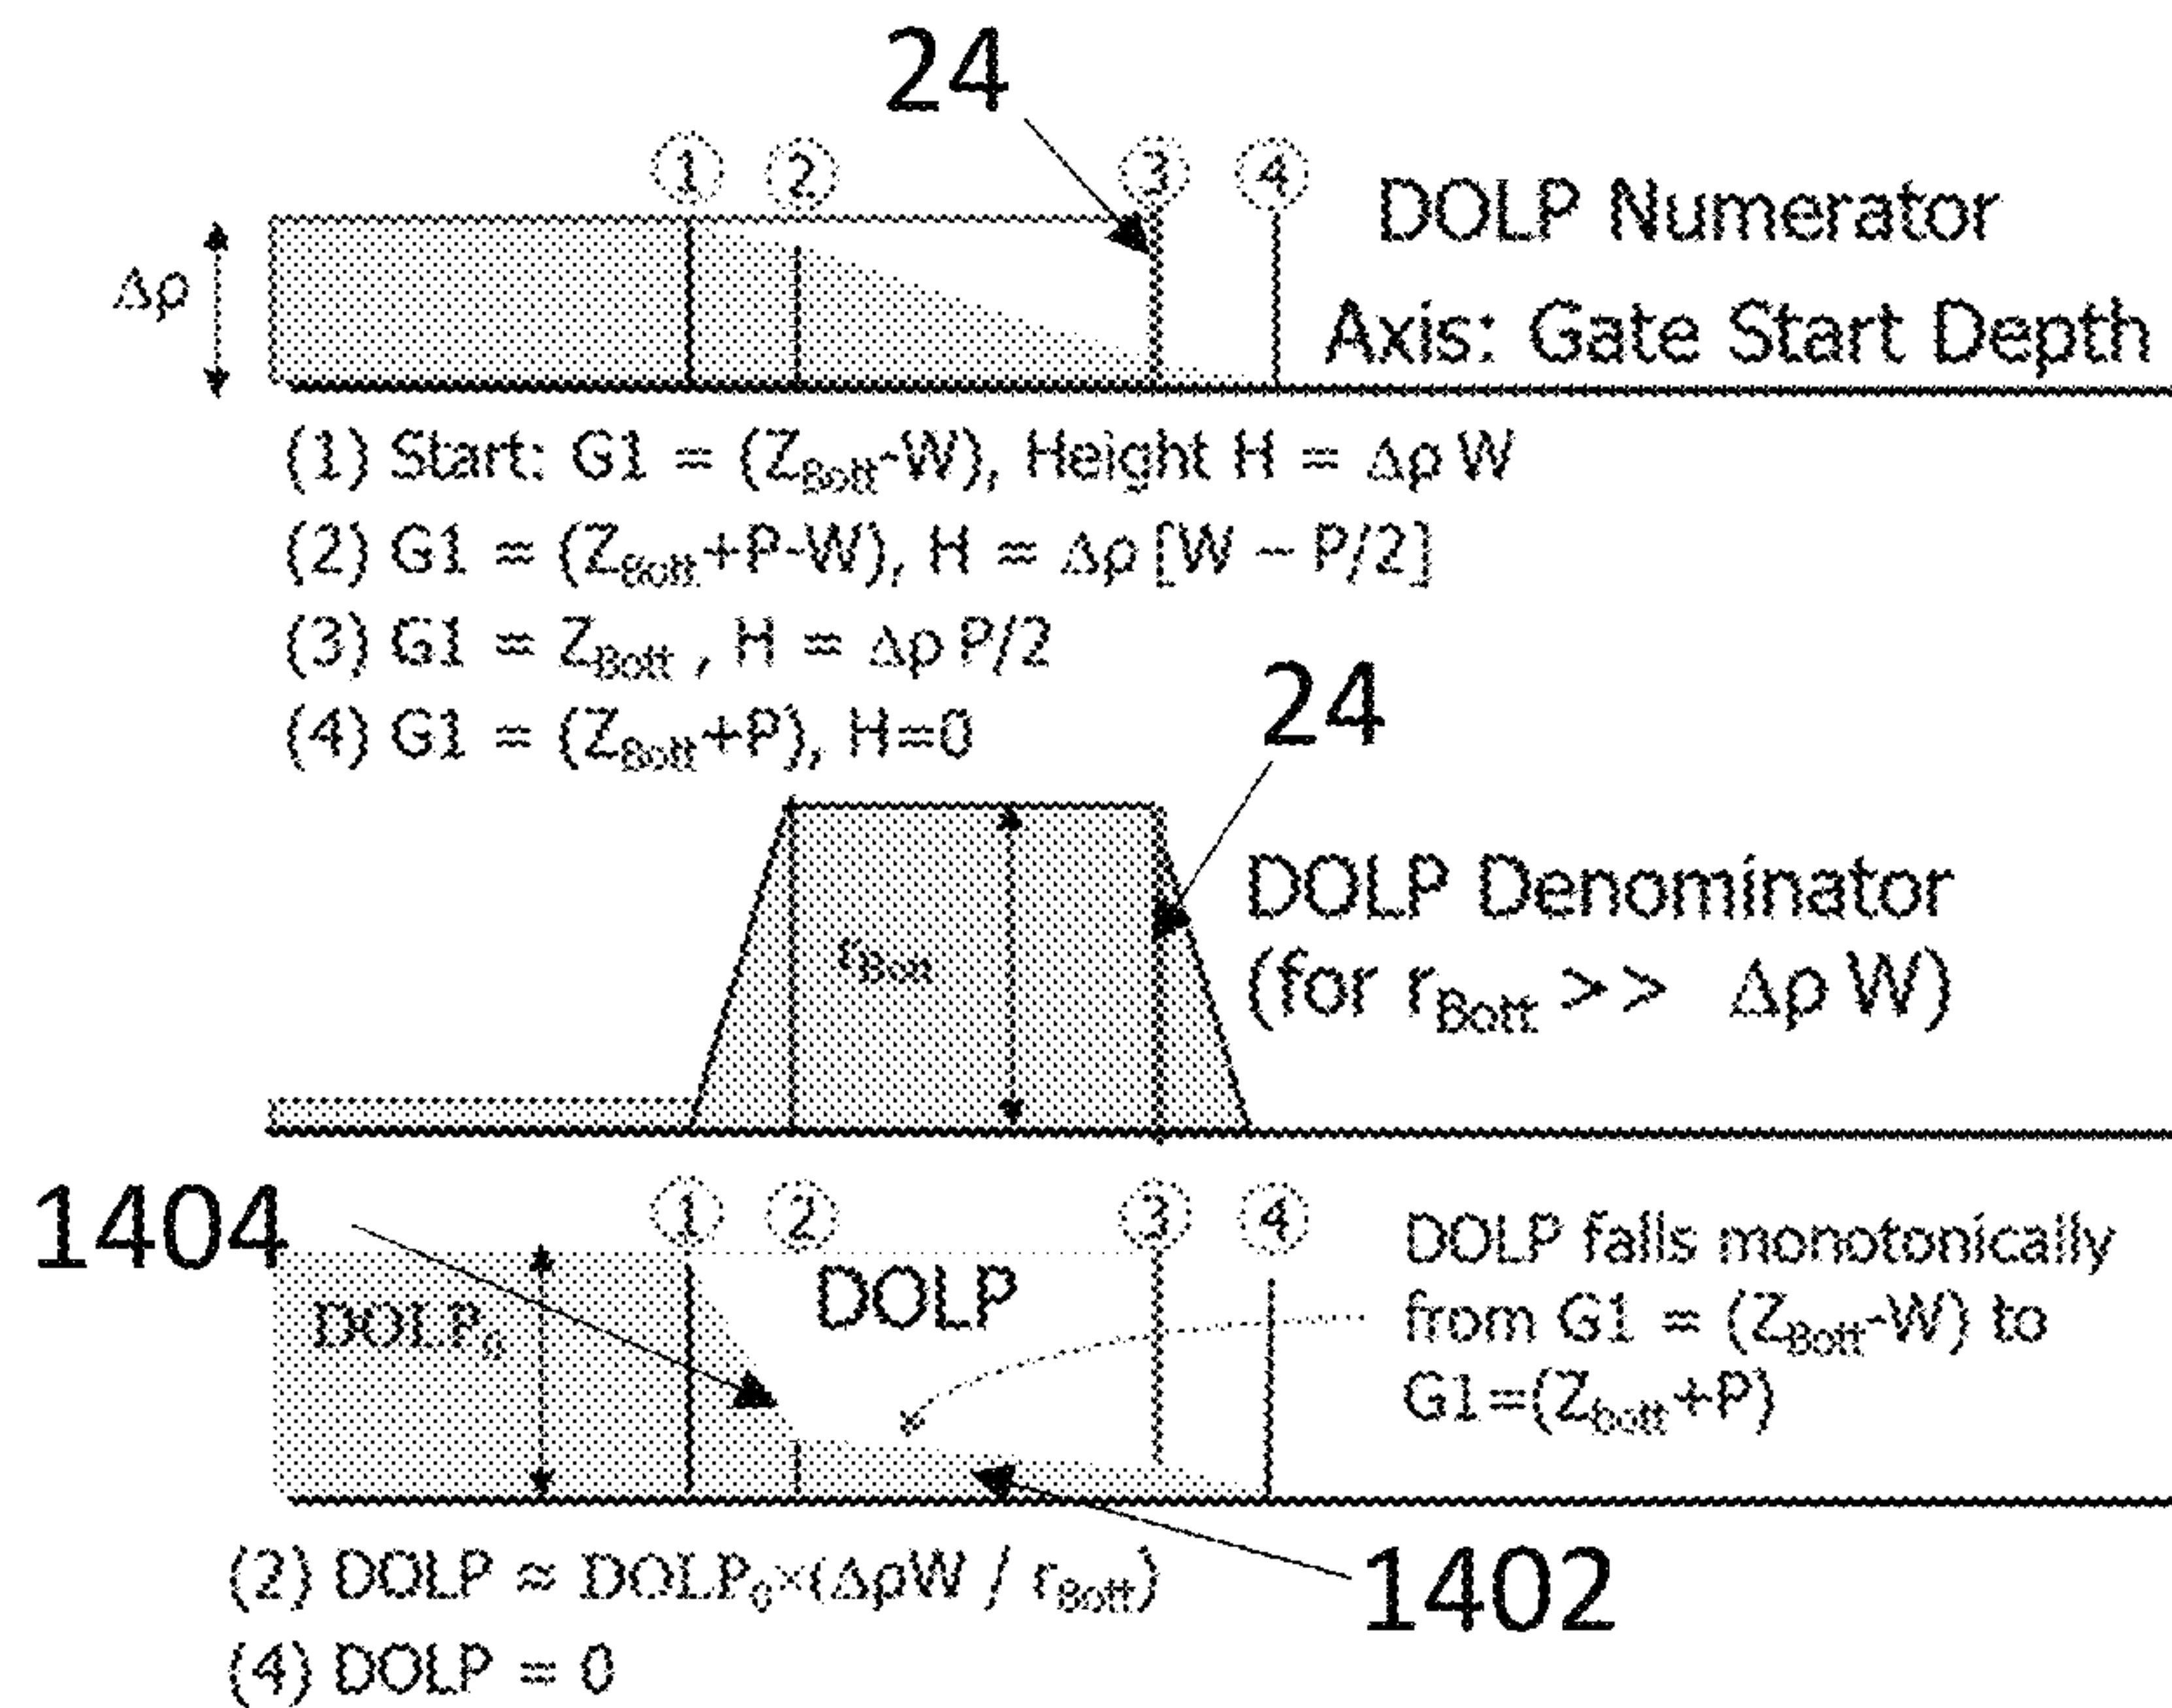 24
① ② ③ ④
DOLP Numerator
Δρ
Axis: Gate Start Depth
(1) Start: G1 = (Z_Bott-W), Height H = Δρ W
(2) G1 = (Z_Bott+P-W), H = Δρ [W – P/2]
(3) G1 = Z_Bott , H = Δρ P/2
(4) G1 = (Z_Bott+P), H=0
24
DOLP Denominator
r_Bott
(for r_Bott >> Δρ W)
1404
① ② ③ ④
DOLP falls monotonically
DOLP
DOLP₀
from G1 = (Z_Bott-W) to
G1=(Z_bott+P)
(2) DOLP ≈ DOLP₀×(ΔρW / r_Bott)
1402
(4) DOLP = 0